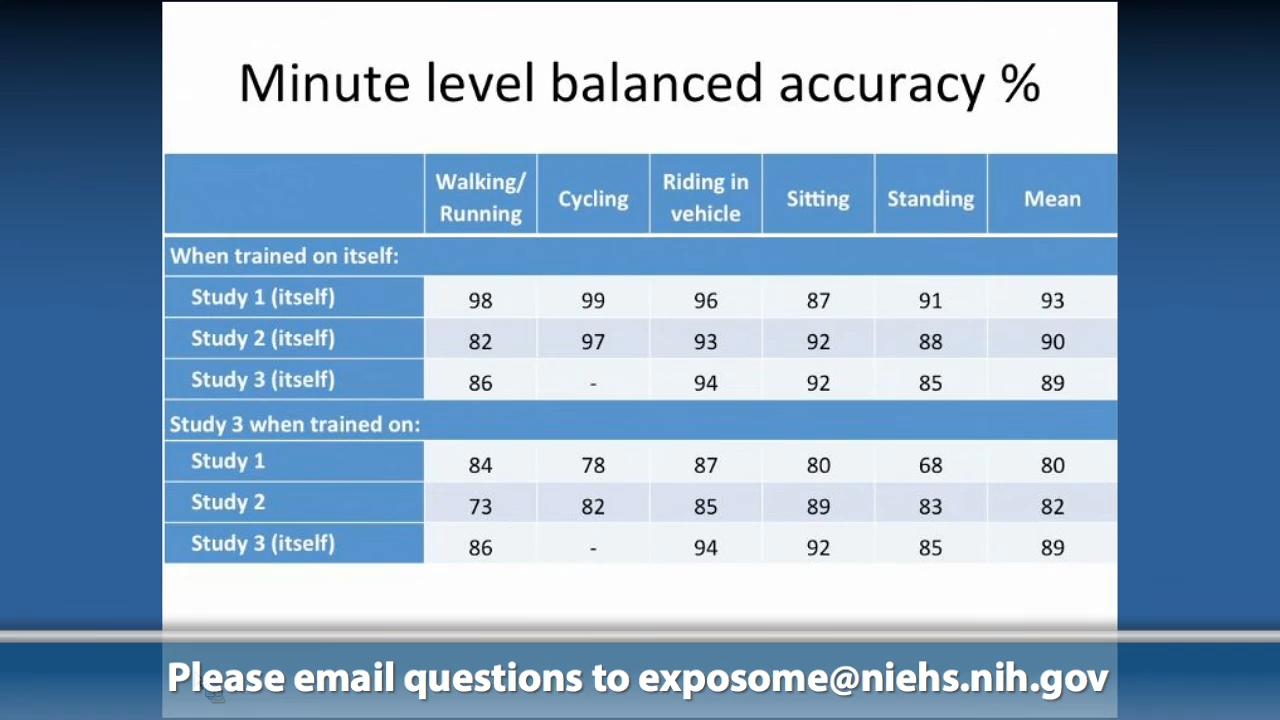 Minute level balanced accuracy %
Walking/ Running Cycling Riding in vehicle Sitting Standing Mean
When trained on itself:
Study 1 (itself) 98 99 96 87 91 93
Study 2 (itself) 82 97 93 92 88 90
Study 3 (itself) 86 - 94 92 85 89
Study 3 when trained on:
Study 1 84 78 87 80 68 80
Study 2 73 82 85 89 83 82
Study 3 (itself) 86 - 94 92 85 89
Please email questions to exposome@niehs.nih.gov